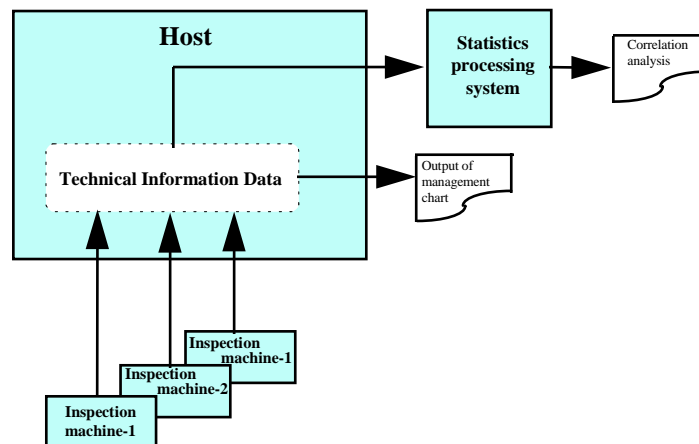 Host
Statistics
processing
system
Correlation
analysis
Technical Information Data
Output of
management
chart
Inspection
machine-1
Inspection
machine-2
Inspection
machine-1